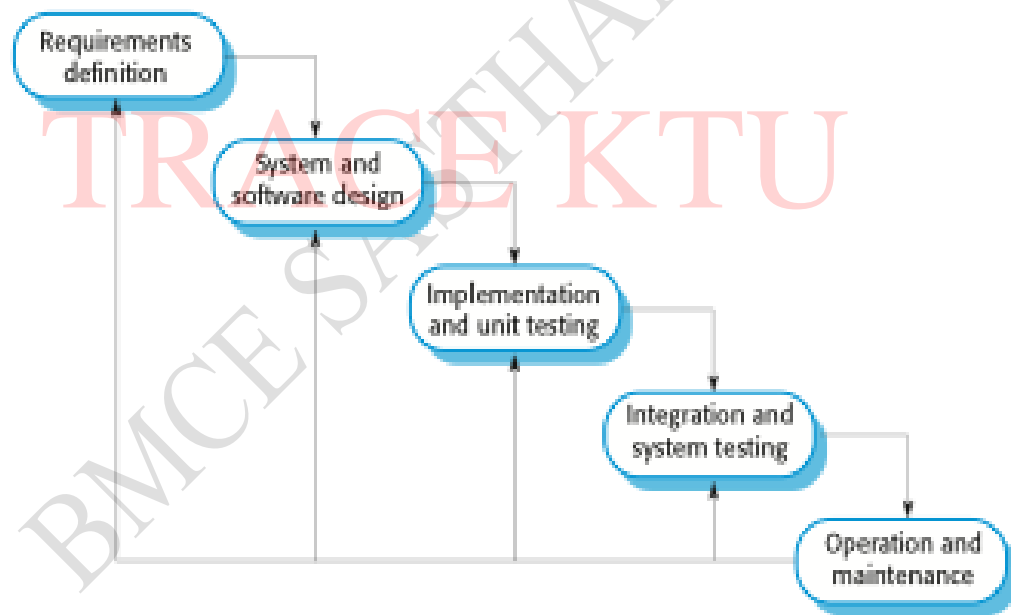 Requirements
definition
TRACE KTU
System and
software design
Implementation
and unit testing
Integration and
system testing
Operation and
maintenance
BMCE